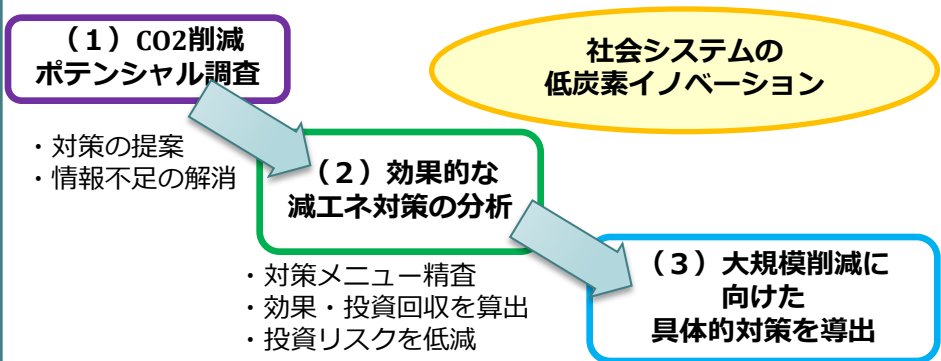 （１）CO2削減
ポテンシャル調査
社会システムの
低炭素イノベーション
・対策の提案
・情報不足の解消
（２）効果的な
減エネ対策の分析
・対策メニュー精査
・効果・投資回収を算出
・投資リスクを低減
（３）大規模削減に
向けた
具体的対策を導出